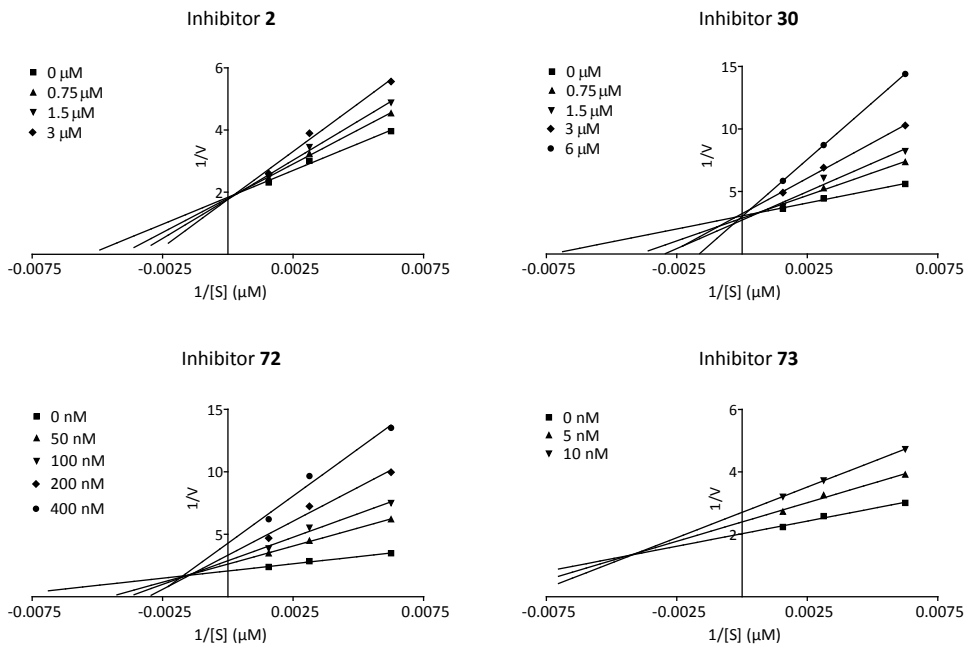 Inhibitor 2
0 µM
0.75 µM
1.5 µM
3 µM
6
4
2
1/V
-0.0075
-0.0025
0.0025
0.0075
1/[S] (µM)
Inhibitor 30
0 µM
0.75 µM
1.5 µM
3 µM
6 µM
15
10
5
1/V
-0.0075
-0.0025
0.0025
0.0075
1/[S] (µM)
Inhibitor 72
0 nM
50 nM
100 nM
200 nM
400 nM
15
10
5
1/V
-0.0075
-0.0025
0.0025
0.0075
1/[S] (µM)
Inhibitor 73
0 nM
5 nM
10 nM
6
4
2
1/V
-0.0075
-0.0025
0.0025
0.0075
1/[S] (µM)